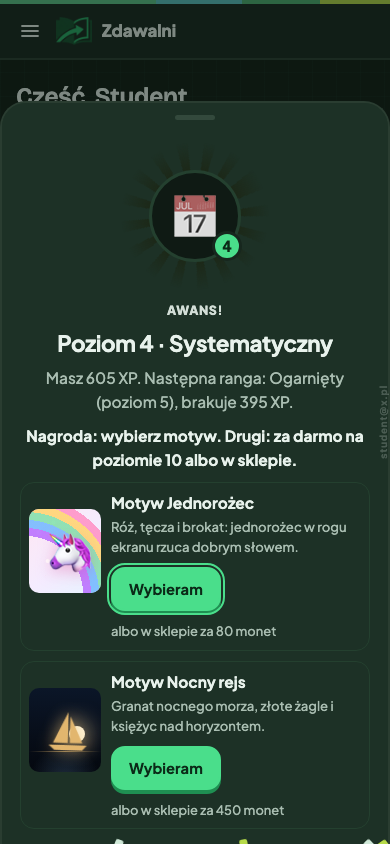 Zdawalni
Cześć, Student
JUL
17
4
AWANS!
Poziom 4 · Systematyczny
Masz 605 XP. Następna ranga: Ogarnięty
(poziom 5), brakuje 395 XP.
Nagroda: wybierz motyw. Drugi: za darmo na
poziomie 10 albo w sklepie.
student@x.pl
Motyw Jednorożec
Róż, tęcza i brokat: jednorożec w rogu
ekranu rzuca dobrym słowem.
Wybieram
albo w sklepie za 80 monet
Motyw Nocny rejs
Granat nocnego morza, złote żagle i
księżyc nad horyzontem.
Wybieram
albo w sklepie za 450 monet